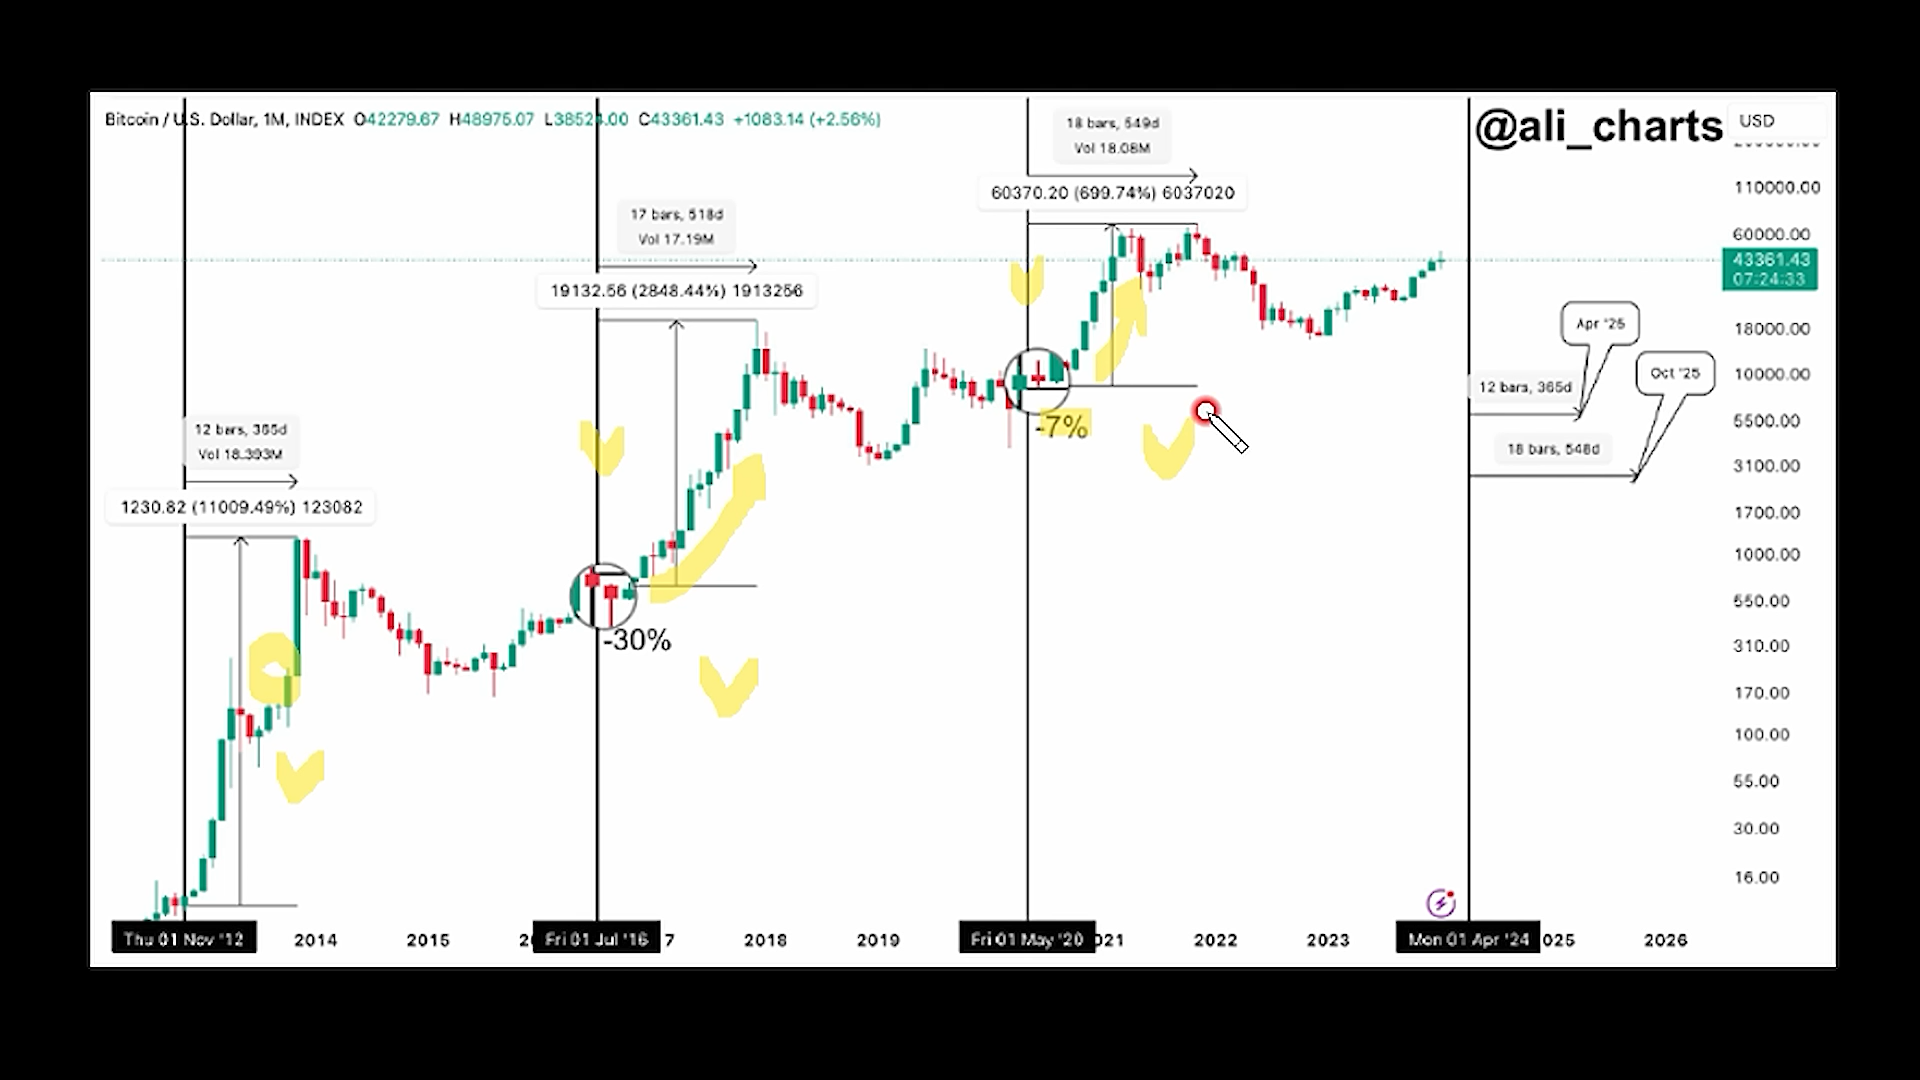 Bitcoin / U.S. Dollar, 1M, INDEX O42279.67 H48975.07 L38524.00 C43361.43 +1083.14 (+2.56%)
@ali_charts
USD
18 bars, 549d
Vol 18.08M
60370.20 (699.74%) 6037020
17 bars, 518d
Vol 17.19M
19132.56 (2848.44%) 1913256
12 bars, 365d
Vol 18.393M
1230.82 (11009.49%) 123082
-30%
-7%
Apr '25
12 bars, 365d
Oct '25
18 bars, 548d
110000.00
60000.00
43361.43
07:24:33
18000.00
10000.00
5500.00
3100.00
1700.00
1000.00
550.00
310.00
170.00
100.00
55.00
30.00
16.00
Thu 01 Nov '12 2014 2015 Fri 01 Jul '16 7 2018 2019 Fri 01 May '20 021 2022 2023 Mon 01 Apr '24 025 2026